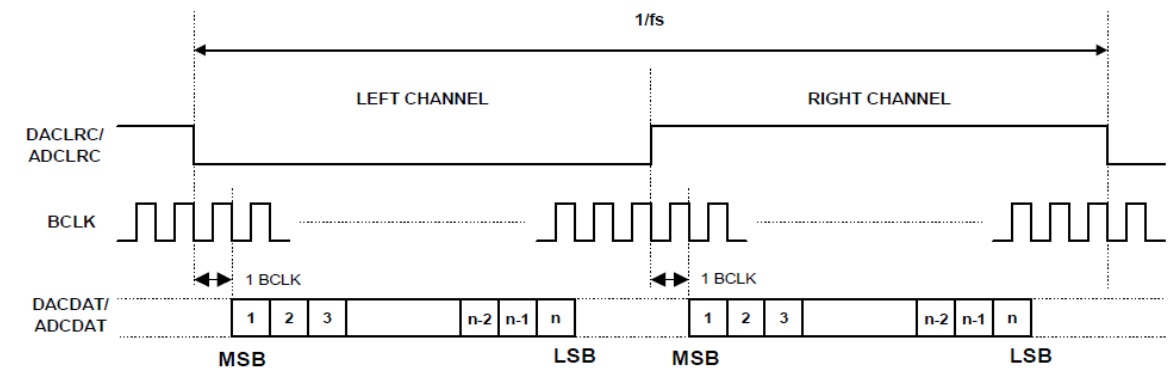 1/fs
LEFT CHANNEL
RIGHT CHANNEL
DACLRC/
ADCLRC
BCLK
1 BCLK
1 BCLK
DACDAT/
ADCDAT
1 2 3 n-2 n-1 n
1 2 3 n-2 n-1 n
MSB
LSB
MSB
LSB